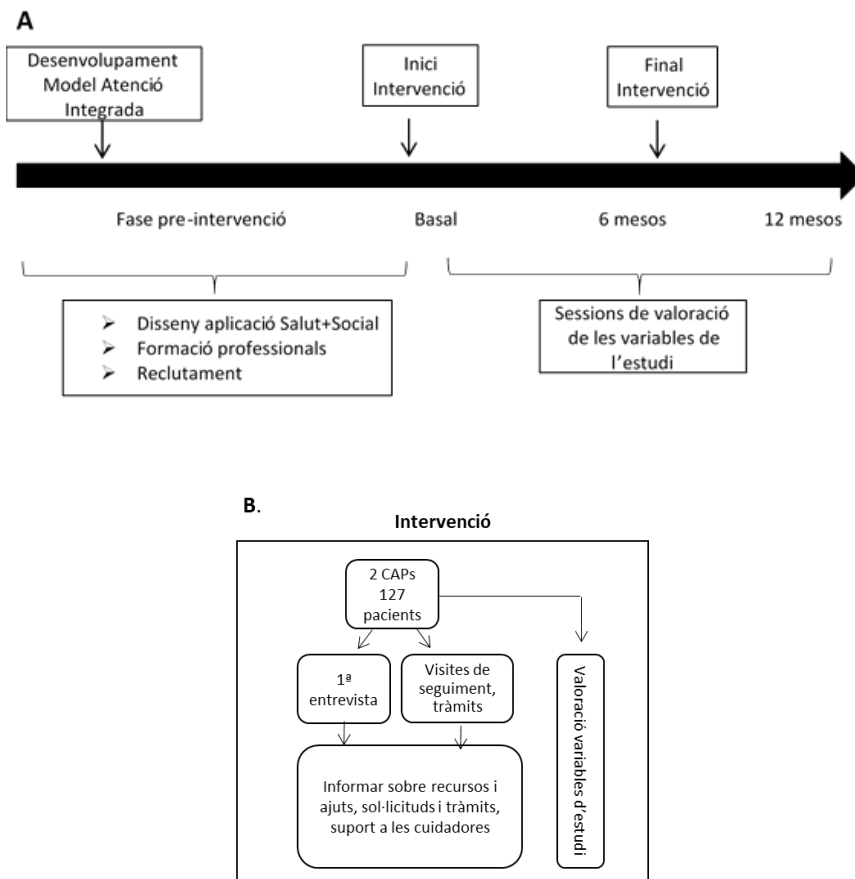 A
Desenvolupament
Model Atenció
Integrada
Inici
Intervenció
Final
Intervenció
Fase pre-intervenció
Basal
6 mesos
12 mesos
➢ Disseny aplicació Salut+Social
➢ Formació professionals
➢ Reclutament
Sessions de valoració
de les variables de
l'estudi
B.
Intervenció
2 CAPs
127
pacients
1ª
entrevista
Visites de
seguiment,
tràmits
Valoració variables d'estudi
Informar sobre recursos i
ajuts, sol·licituds i tràmits,
suport a les cuidadores